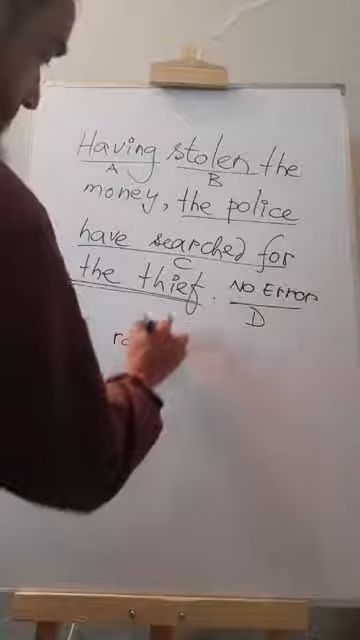 Having stolen the
A B
money, the police
have searched for
C
the thief. No Error
D